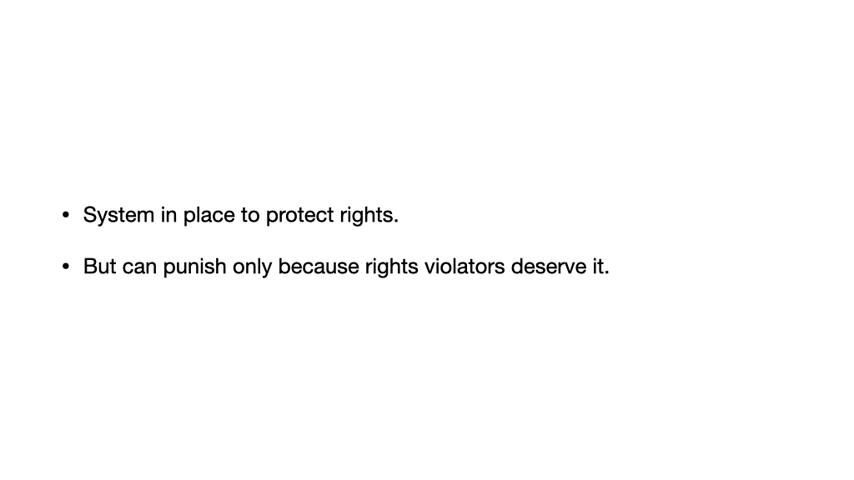 • System in place to protect rights.
• But can punish only because rights violators deserve it.